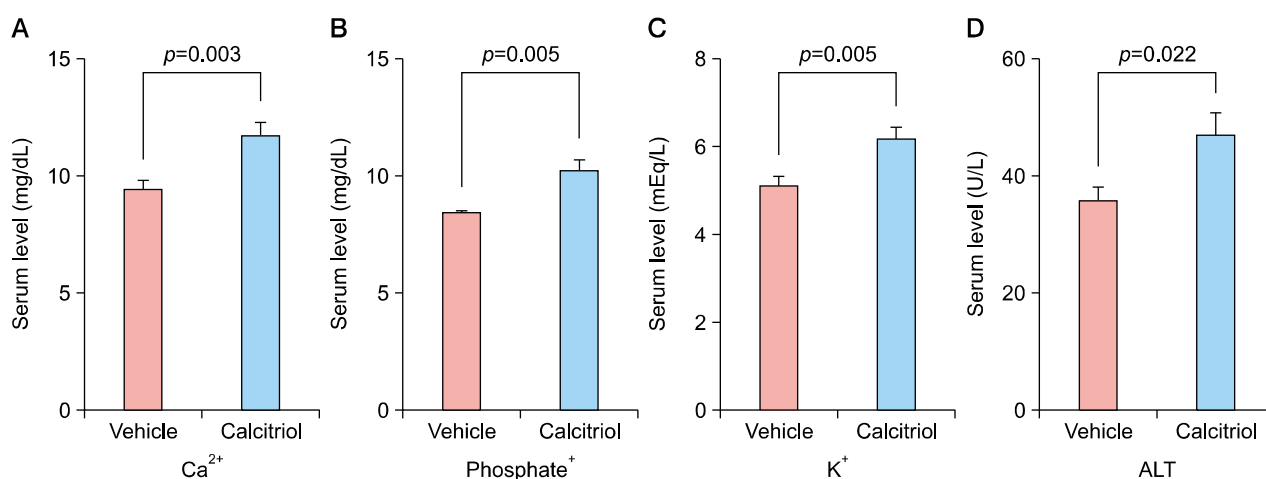 A
Serum level (mg/dL)
15
10
5
0
p=0.003
Vehicle
Calcitriol
Ca²⁺
B
Serum level (mg/dL)
15
10
5
0
p=0.005
Vehicle
Calcitriol
Phosphate⁺
C
Serum level (mEq/L)
8
6
4
2
0
p=0.005
Vehicle
Calcitriol
K⁺
D
Serum level (U/L)
60
40
20
0
p=0.022
Vehicle
Calcitriol
ALT